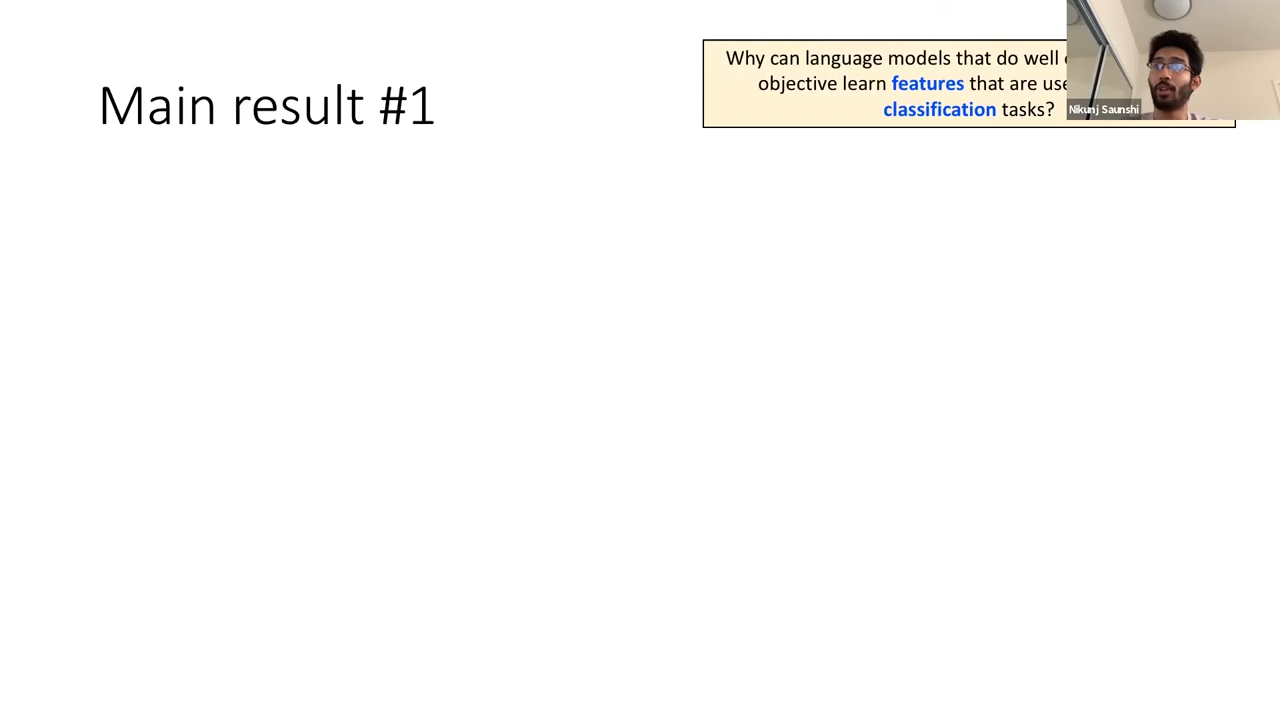 Main result #1
Why can language models that do well
objective learn features that are use
classification tasks?
Nikunj Saunshi